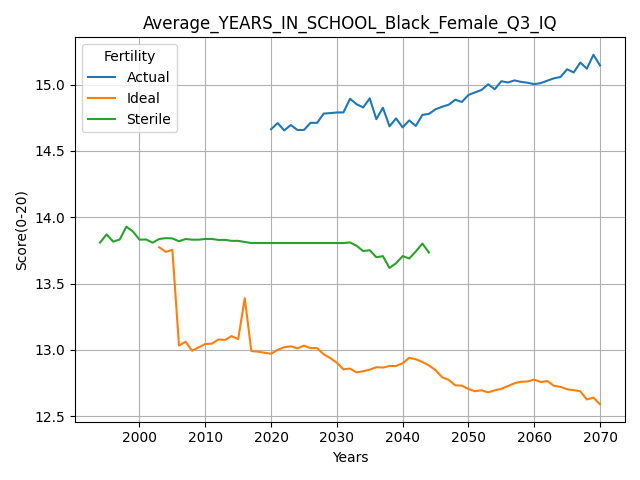 Average_YEARS_IN_SCHOOL_Black_Female_Q3_IQ
Fertility
Actual
Ideal
Sterile
Score(0-20)
15.0
14.5
14.0
13.5
13.0
12.5
2000 2010 2020 2030 2040 2050 2060 2070
Years